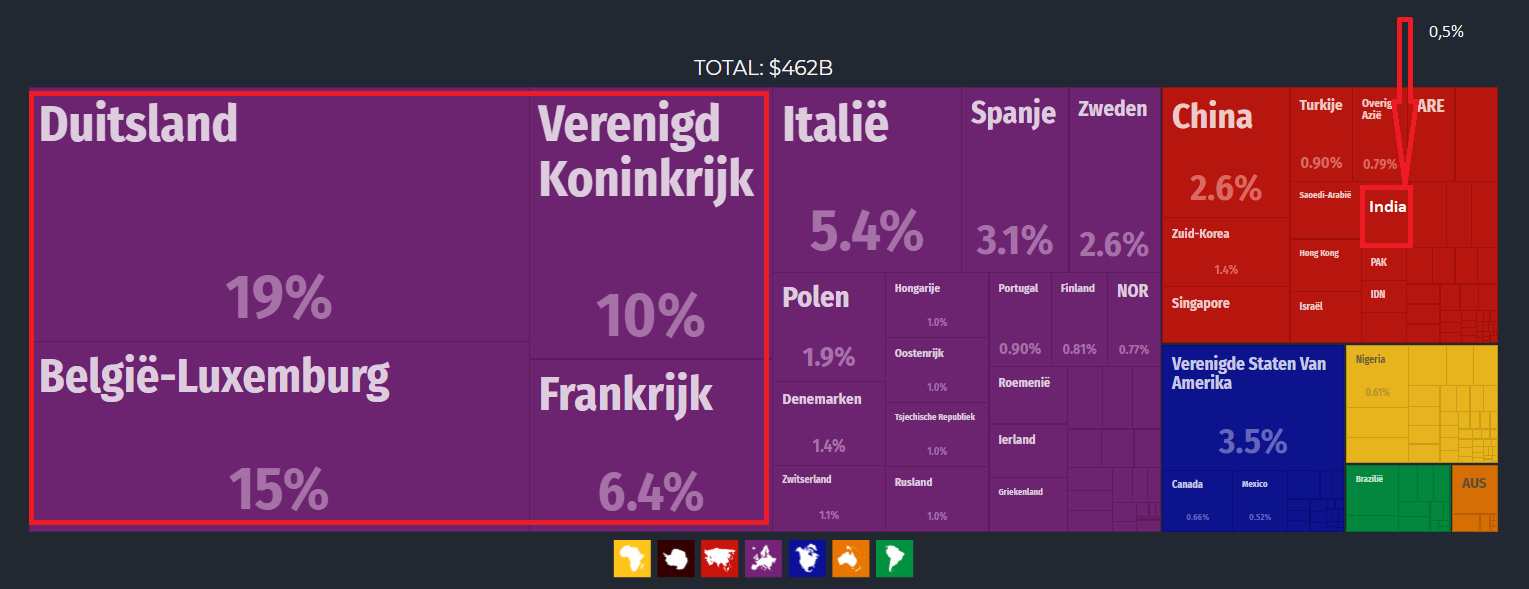 0,5%
TOTAL: $462B
Duitsland
19%
België-Luxemburg
15%
Verenigd
Koninkrijk
10%
Frankrijk
6.4%
Italië
5.4%
Spanje
3.1%
Zweden
2.6%
Polen
1.9%
Denemarken
1.4%
Zwitserland
1.1%
Hongarije
1.0%
Oostenrijk
1.0%
Tsjechische Republiek
1.0%
Rusland
1.0%
Portugal
0.90%
Finland
0.81%
NOR
0.77%
Roemenië
Ierland
Griekenland
China
2.6%
Zuid-Korea
1.4%
Singapore
Turkije
0.90%
Overig
Azië
0.79%
ARE
Saoedi-Arabië
Hong Kong
Israël
India
PAK
IDN
Verenigde Staten Van
Amerika
3.5%
Canada
0.66%
Mexico
0.52%
Nigeria
0.61%
Brazilië
AUS